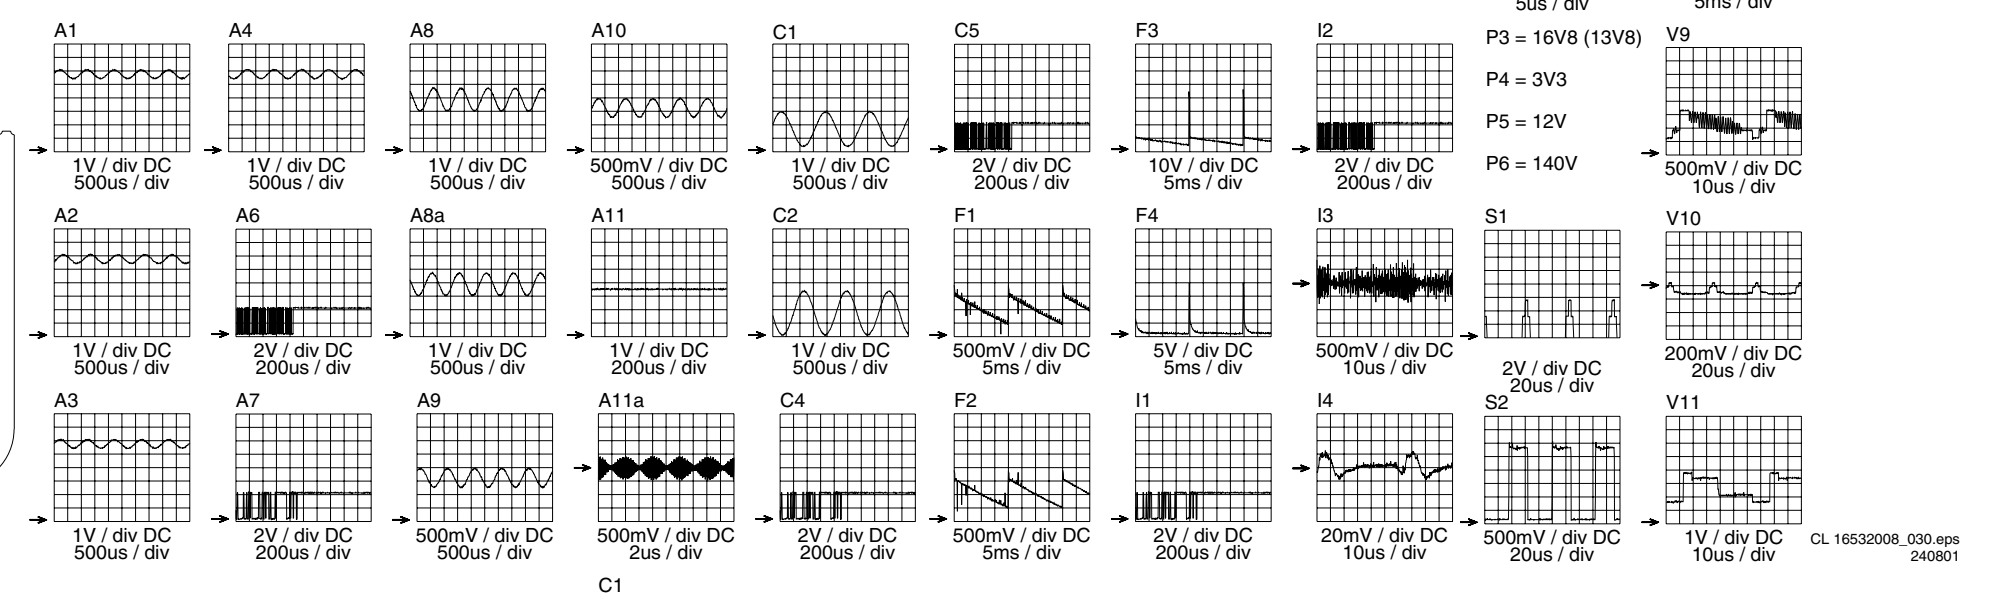 5us / div
5ms / div
A1
A4
A8
A10
C1
C5
F3
I2
P3 = 16V8 (13V8)
V9
P4 = 3V3
P5 = 12V
P6 = 140V
1V / div DC
500us / div
1V / div DC
500us / div
1V / div DC
500us / div
500mV / div DC
500us / div
1V / div DC
500us / div
2V / div DC
200us / div
10V / div DC
5ms / div
2V / div DC
200us / div
500mV / div DC
10us / div
A2
A6
A8a
A11
C2
F1
F4
I3
S1
V10
1V / div DC
500us / div
2V / div DC
200us / div
1V / div DC
500us / div
1V / div DC
200us / div
1V / div DC
500us / div
500mV / div DC
5ms / div
5V / div DC
5ms / div
500mV / div DC
10us / div
2V / div DC
20us / div
200mV / div DC
20us / div
A3
A7
A9
A11a
C4
F2
I1
I4
S2
V11
1V / div DC
500us / div
2V / div DC
200us / div
500mV / div DC
500us / div
500mV / div DC
2us / div
2V / div DC
200us / div
500mV / div DC
5ms / div
2V / div DC
200us / div
20mV / div DC
10us / div
500mV / div DC
20us / div
1V / div DC
10us / div
CL 16532008_030.eps
240801
C1